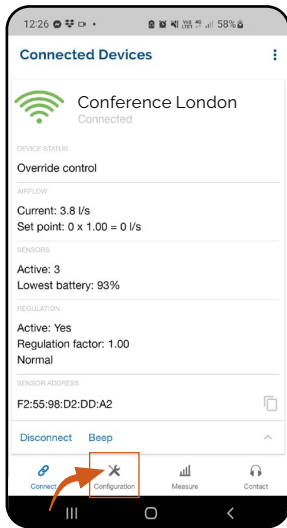 12:26
58%
Connected Devices
Conference London
Connected
DEVICE STATUS
Override control
AIRFLOW
Current: 3.8 l/s
Set point: 0 x 1.00 = 0 l/s
SENSORS
Active: 3
Lowest battery: 93%
REGULATION
Active: Yes
Regulation factor: 1.00
Normal
SENSOR ADDRESS
F2:55:98:D2:DD:A2
Disconnect Beep
Connect Configuration Measure Contact